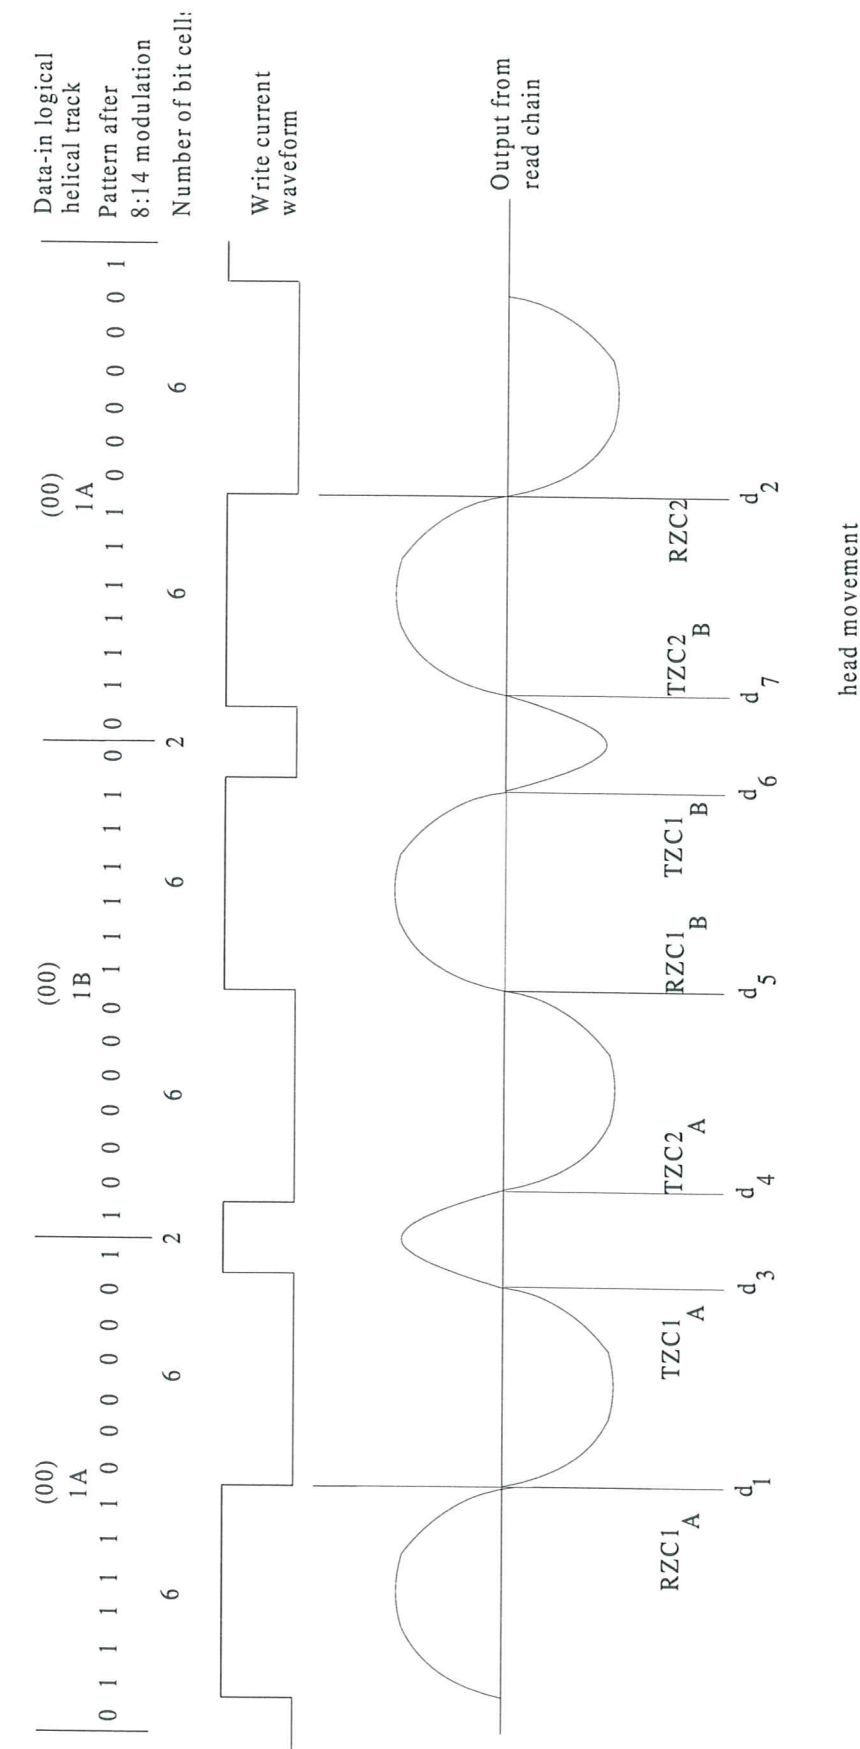 (00) (00) (00) Data-in logical
1A 1B 1A helical track
0 1 1 1 1 1 1 0 0 0 0 0 0 1 1 0 0 0 0 0 0 1 1 1 1 1 1 0 0 1 1 1 1 1 1 0 0 0 0 0 0 1 Pattern after
8:14 modulation
6 6 2 6 6 2 6 6 Number of bit cells
Write current
waveform
Output from
read chain
RZC1A TZC1A TZC2A RZC1B TZC1B TZC2B RZC2
d1 d3 d4 d5 d6 d7 d2
head movement